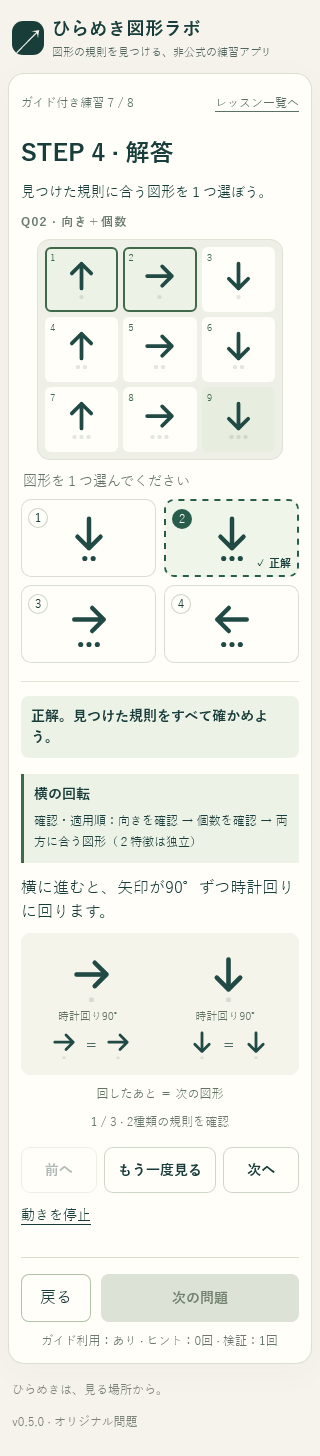 ひらめき図形ラボ
図形の規則を見つける、非公式の練習アプリ
ガイド付き練習 7 / 8
レッスン一覧へ
STEP 4 · 解答
見つけた規則に合う図形を1つ選ぼう。
Q02 · 向き＋個数
1
2
3
4
5
6
7
8
9
図形を1つ選んでください
1
2
✓ 正解
3
4
正解。見つけた規則をすべて確かめよ
う。
横の回転
確認・適用順：向きを確認 → 個数を確認 → 両
方に合う図形（2特徴は独立）
横に進むと、矢印が90°ずつ時計回り
に回ります。
時計回り90°
時計回り90°
=
=
回したあと ＝ 次の図形
1 / 3 · 2種類の規則を確認
前へ
もう一度見る
次へ
動きを停止
戻る
次の問題
ガイド利用：あり · ヒント：0回 · 検証：1回
ひらめきは、見る場所から。
v0.5.0 · オリジナル問題